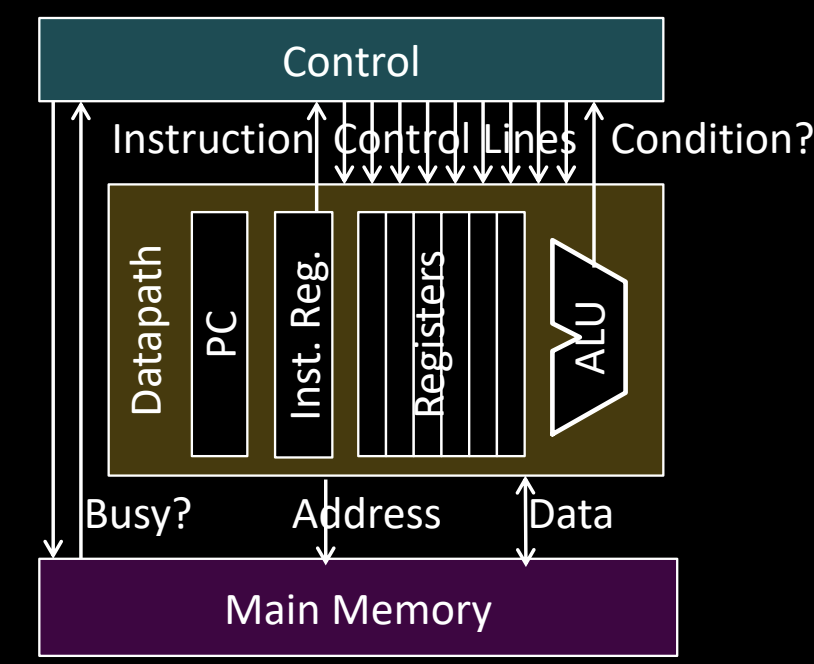 Control
Instruction Control Lines Condition?
Datapath
PC
Inst. Reg.
Registers
ALU
Busy? Address Data
Main Memory